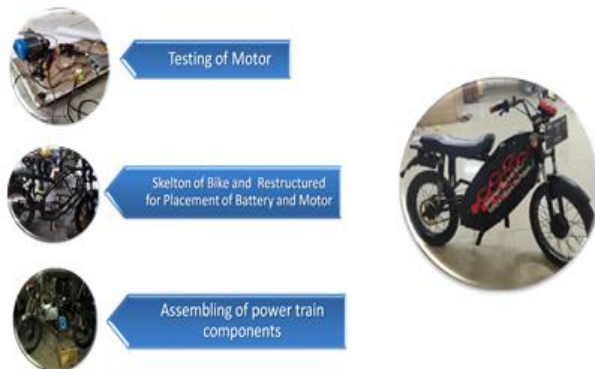 Testing of Motor
Skelton of Bike and Restructured
for Placement of Battery and Motor
Assembling of power train
components